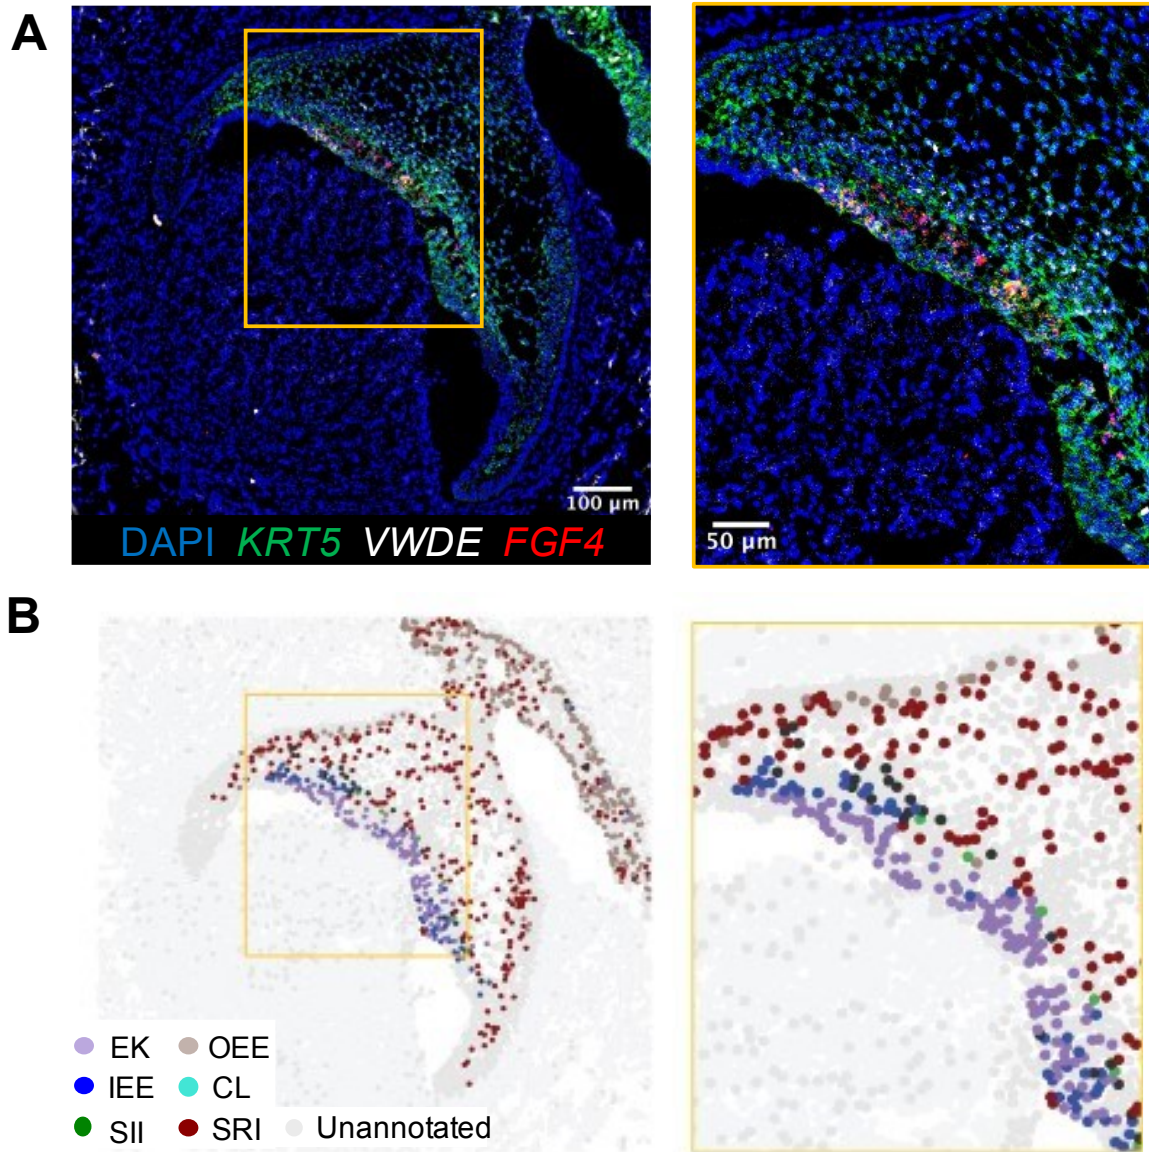 A
100 μm
DAPI KRT5 VWDE FGF4
50 μm
B
EK OEE
IEE CL
SII SRI Unannotated